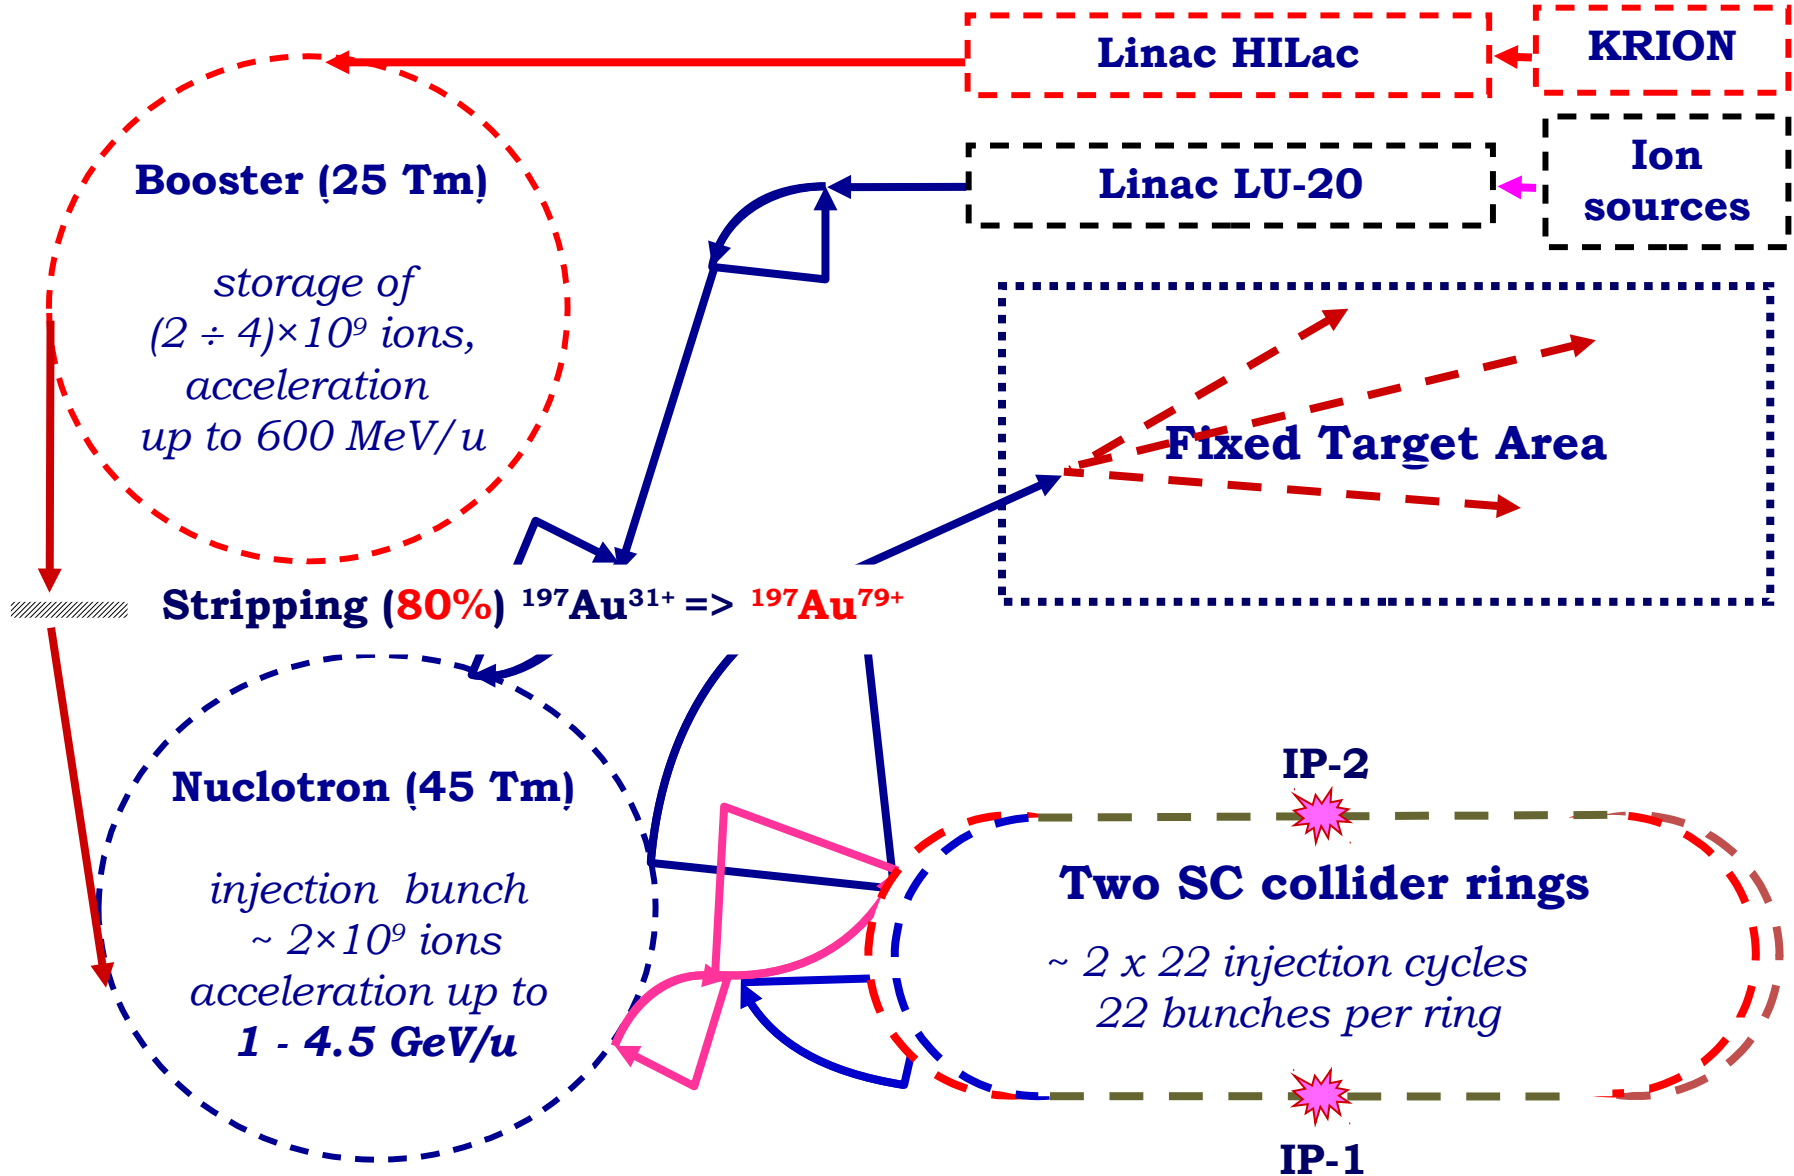 Linac HILac
KRION
Linac LU-20
Ion
sources
Booster (25 Tm)
storage of
(2 ÷ 4)×10⁹ ions,
acceleration
up to 600 MeV/u
Fixed Target Area
Stripping (80%) ¹⁹⁷Au³¹⁺ => ¹⁹⁷Au⁷⁹⁺
Nuclotron (45 Tm)
injection bunch
~ 2×10⁹ ions
acceleration up to
1 - 4.5 GeV/u
IP-2
Two SC collider rings
~ 2 x 22 injection cycles
22 bunches per ring
IP-1